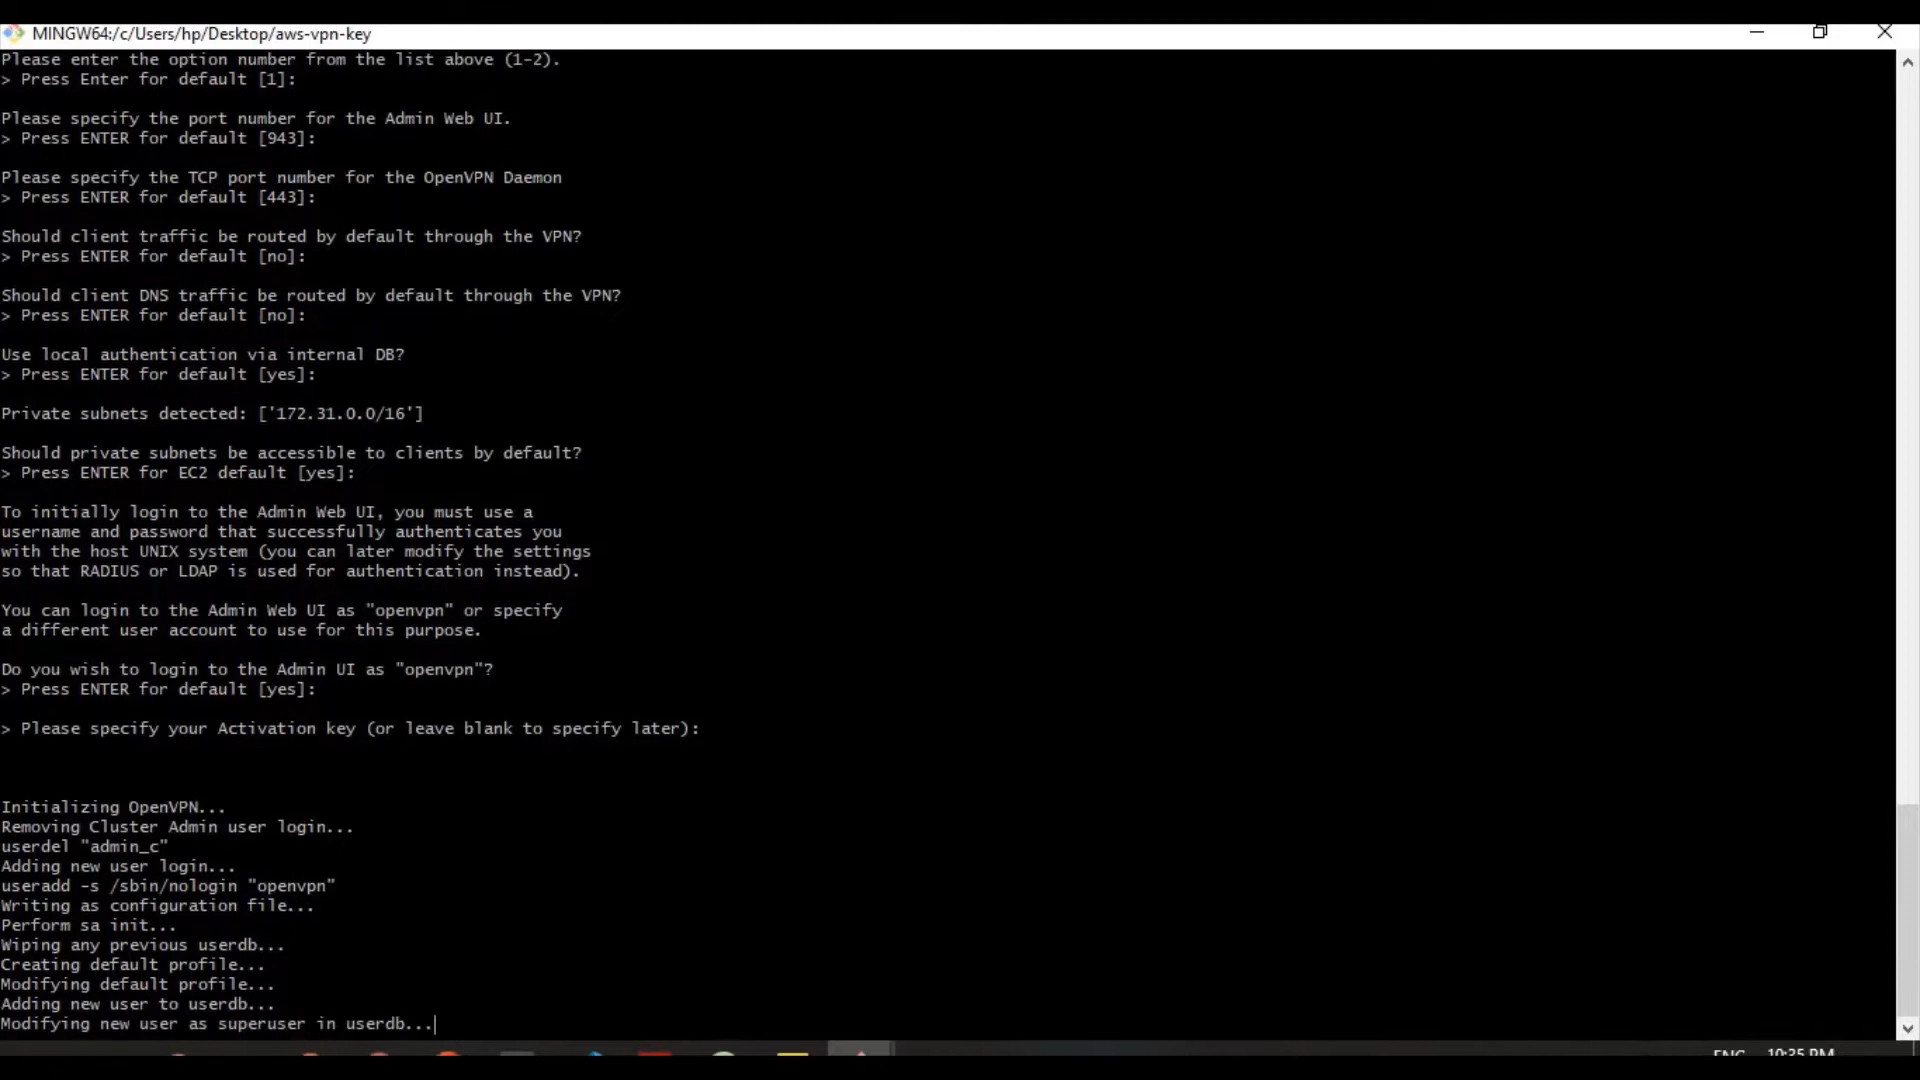 MINGW64:/c/Users/hp/Desktop/aws-vpn-key
Please enter the option number from the list above (1-2).
> Press Enter for default [1]:
Please specify the port number for the Admin Web UI.
> Press ENTER for default [943]:
Please specify the TCP port number for the OpenVPN Daemon
> Press ENTER for default [443]:
Should client traffic be routed by default through the VPN?
> Press ENTER for default [no]:
Should client DNS traffic be routed by default through the VPN?
> Press ENTER for default [no]:
Use local authentication via internal DB?
> Press ENTER for default [yes]:
Private subnets detected: ['172.31.0.0/16']
Should private subnets be accessible to clients by default?
> Press ENTER for EC2 default [yes]:
To initially login to the Admin Web UI, you must use a
username and password that successfully authenticates you
with the host UNIX system (you can later modify the settings
so that RADIUS or LDAP is used for authentication instead).
You can login to the Admin Web UI as "openvpn" or specify
a different user account to use for this purpose.
Do you wish to login to the Admin UI as "openvpn"?
> Press ENTER for default [yes]:
> Please specify your Activation key (or leave blank to specify later):
Initializing OpenVPN...
Removing Cluster Admin user login...
userdel "admin_c"
Adding new user login...
useradd -s /sbin/nologin "openvpn"
Writing as configuration file...
Perform sa init...
Wiping any previous userdb...
Creating default profile...
Modifying default profile...
Adding new user to userdb...
Modifying new user as superuser in userdb...
ENG 10:35 PM